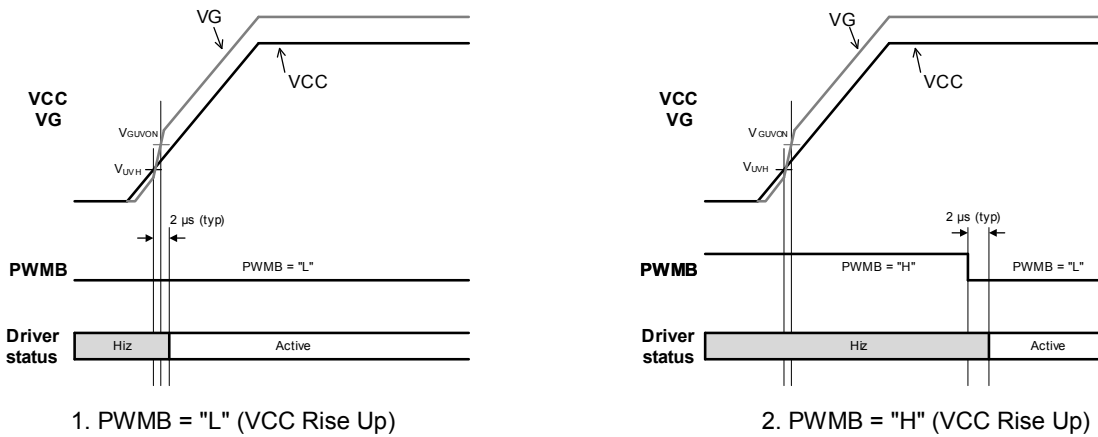 VG
VCC
VCC
VG
VGUVON
VUVH
2 µs (typ)
PWMB
PWMB = "L"
Driver
status
Hiz
Active
1. PWMB = "L" (VCC Rise Up)
VG
VCC
VCC
VG
VGUVON
VUVH
2 µs (typ)
PWMB
PWMB = "H"
PWMB = "L"
Driver
status
Hiz
Active
2. PWMB = "H" (VCC Rise Up)